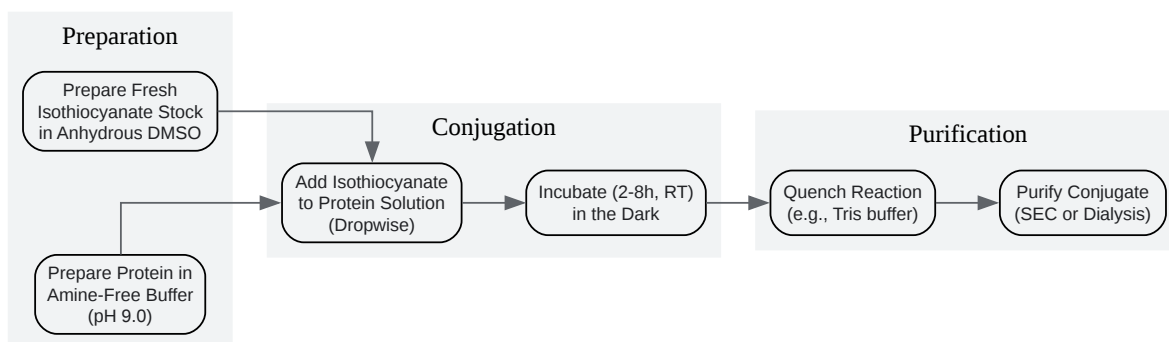 Preparation
Prepare Fresh
Isothiocyanate Stock
in Anhydrous DMSO
Prepare Protein in
Amine-Free Buffer
(pH 9.0)
Conjugation
Add Isothiocyanate
to Protein Solution
(Dropwise)
Incubate (2-8h, RT)
in the Dark
Purification
Quench Reaction
(e.g., Tris buffer)
Purify Conjugate
(SEC or Dialysis)